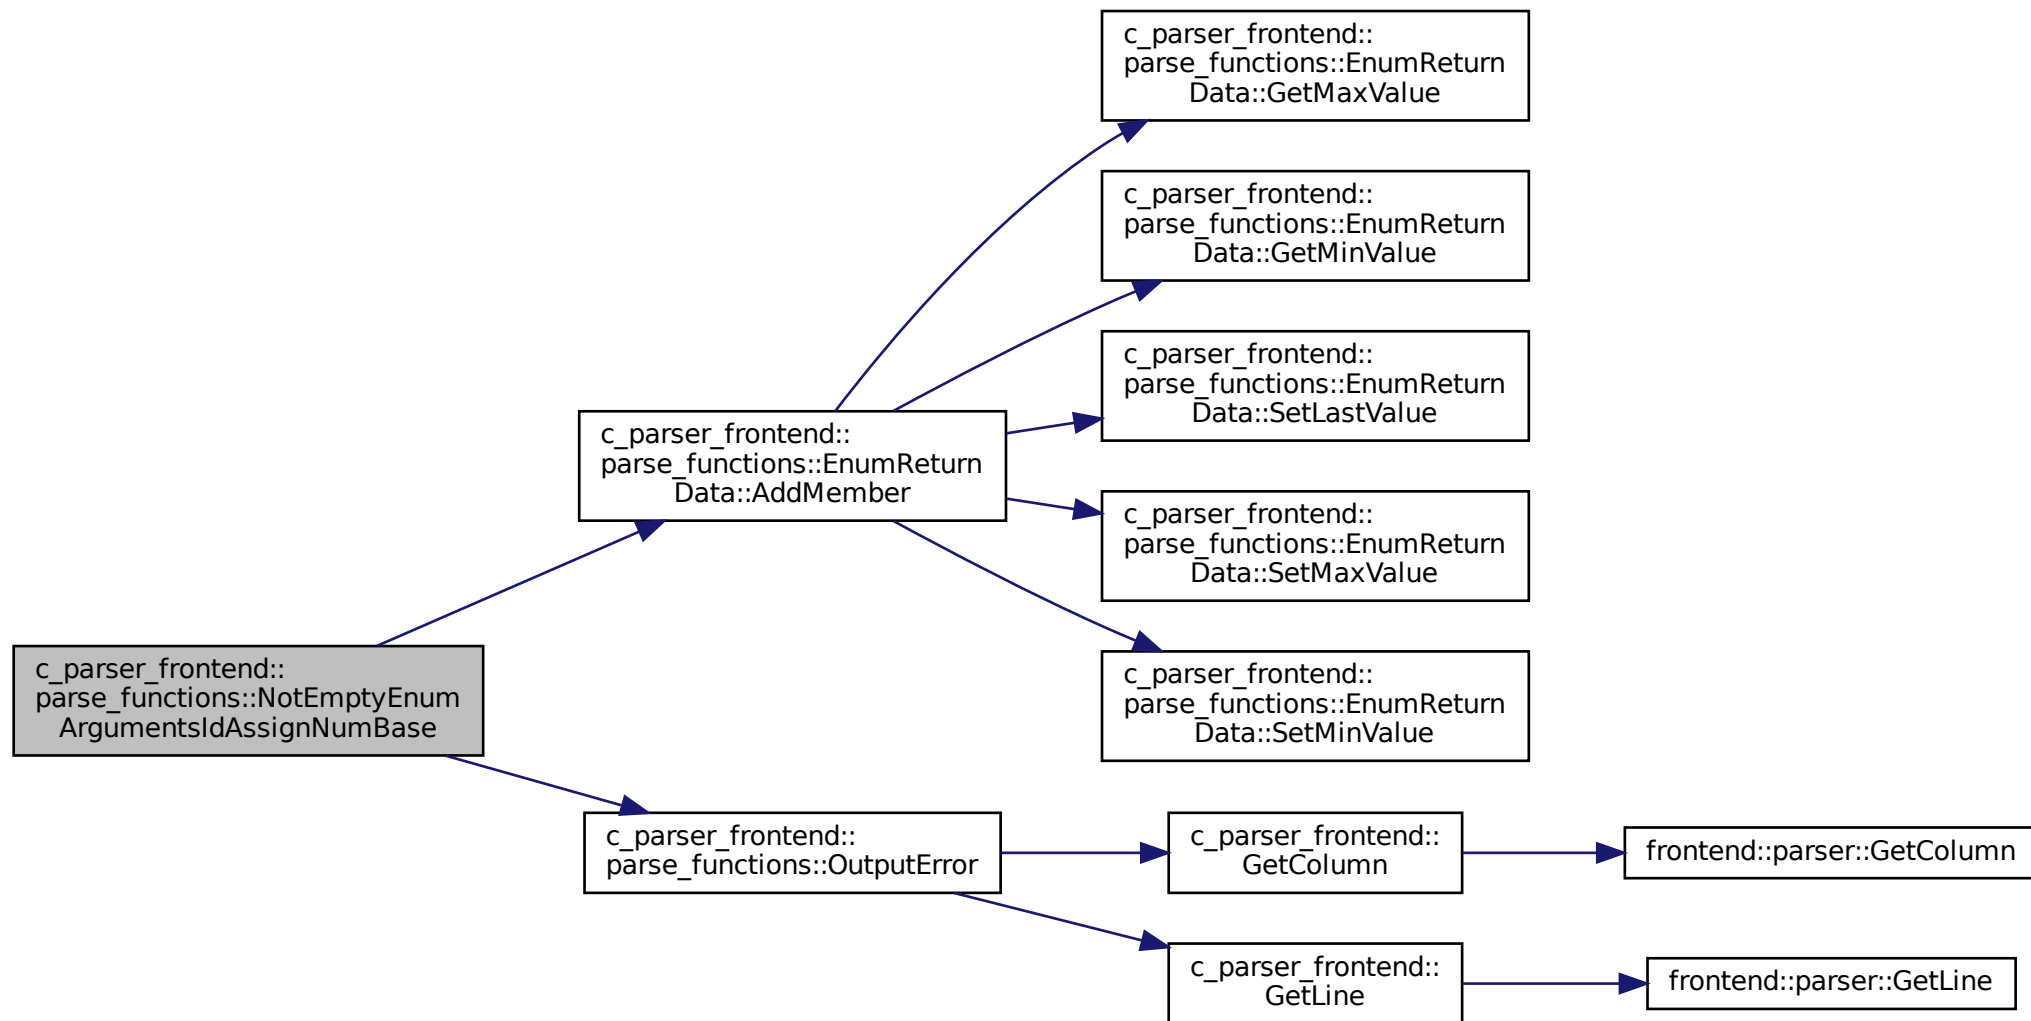 c_parser_frontend::
parse_functions::EnumReturn
Data::GetMaxValue
c_parser_frontend::
parse_functions::EnumReturn
Data::GetMinValue
c_parser_frontend::
parse_functions::EnumReturn
Data::SetLastValue
c_parser_frontend::
parse_functions::EnumReturn
Data::AddMember
c_parser_frontend::
parse_functions::EnumReturn
Data::SetMaxValue
c_parser_frontend::
parse_functions::NotEmptyEnum
ArgumentsIdAssignNumBase
c_parser_frontend::
parse_functions::EnumReturn
Data::SetMinValue
c_parser_frontend::
parse_functions::OutputError
c_parser_frontend::
GetColumn
frontend::parser::GetColumn
c_parser_frontend::
GetLine
frontend::parser::GetLine